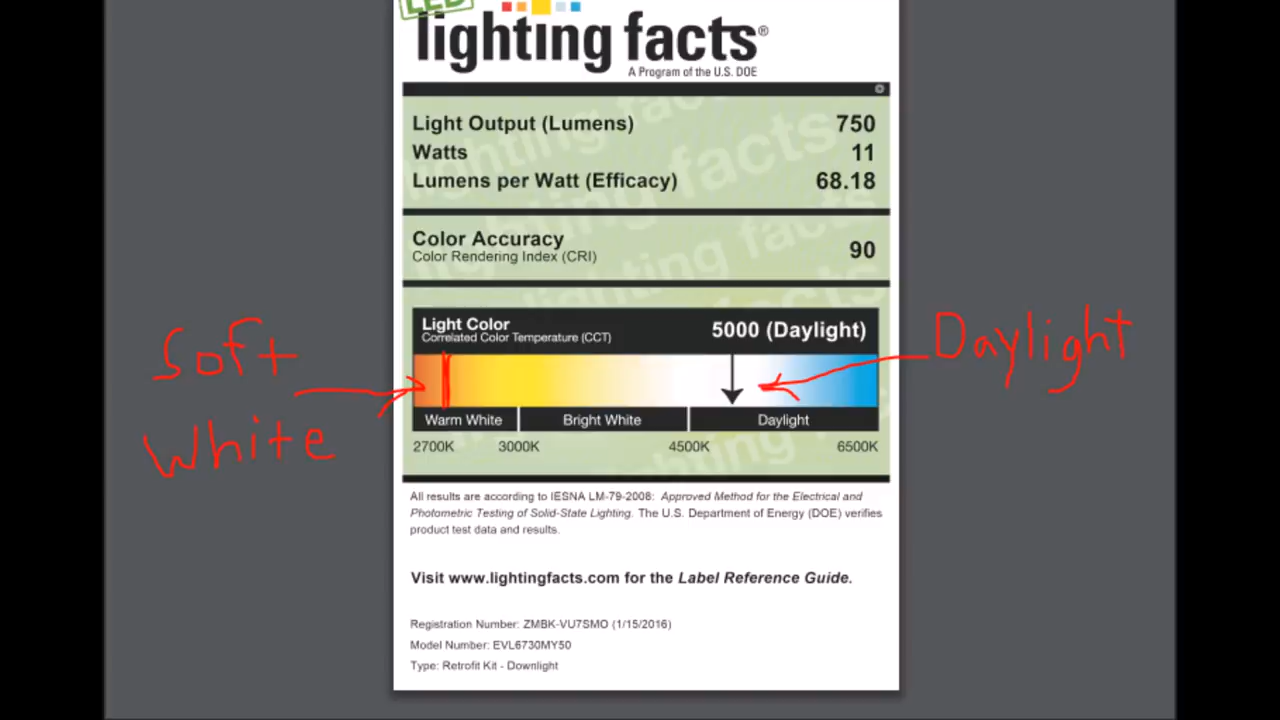 LED
lighting facts®
A Program of the U.S. DOE
Light Output (Lumens) 750
Watts 11
Lumens per Watt (Efficacy) 68.18
Color Accuracy
Color Rendering Index (CRI) 90
Light Color
Correlated Color Temperature (CCT) 5000 (Daylight)
Soft
White
Daylight
Warm White Bright White Daylight
2700K 3000K 4500K 6500K
All results are according to IESNA LM-79-2008: Approved Method for the Electrical and
Photometric Testing of Solid-State Lighting. The U.S. Department of Energy (DOE) verifies
product test data and results.
Visit www.lightingfacts.com for the Label Reference Guide.
Registration Number: ZMBK-VU7SMO (1/15/2016)
Model Number: EVL6730MY50
Type: Retrofit Kit - Downlight